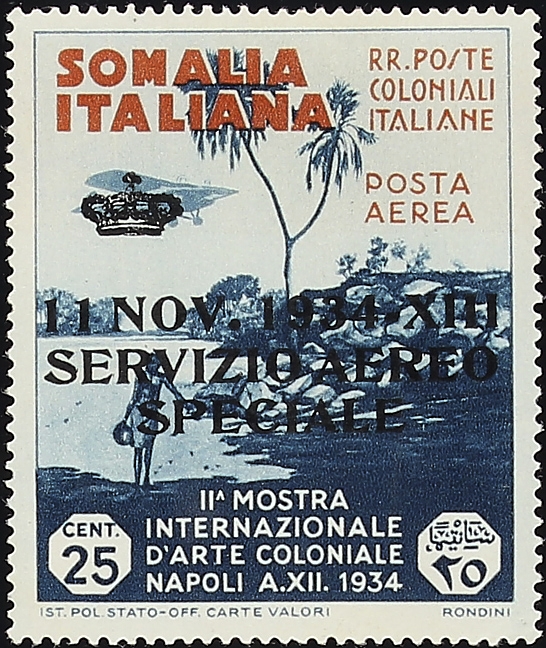 SOMALIA
ITALIANA
RR.POSTE
COLONIALI
ITALIANE
POSTA
AEREA
11 NOV. 1934-XIII
SERVIZIO AEREO
SPECIALE
IIA MOSTRA
INTERNAZIONALE
D'ARTE COLONIALE
NAPOLI A.XII. 1934
CENT.
25
٢٥
IST. POL. STATO-OFF. CARTE VALORI
RONDINI